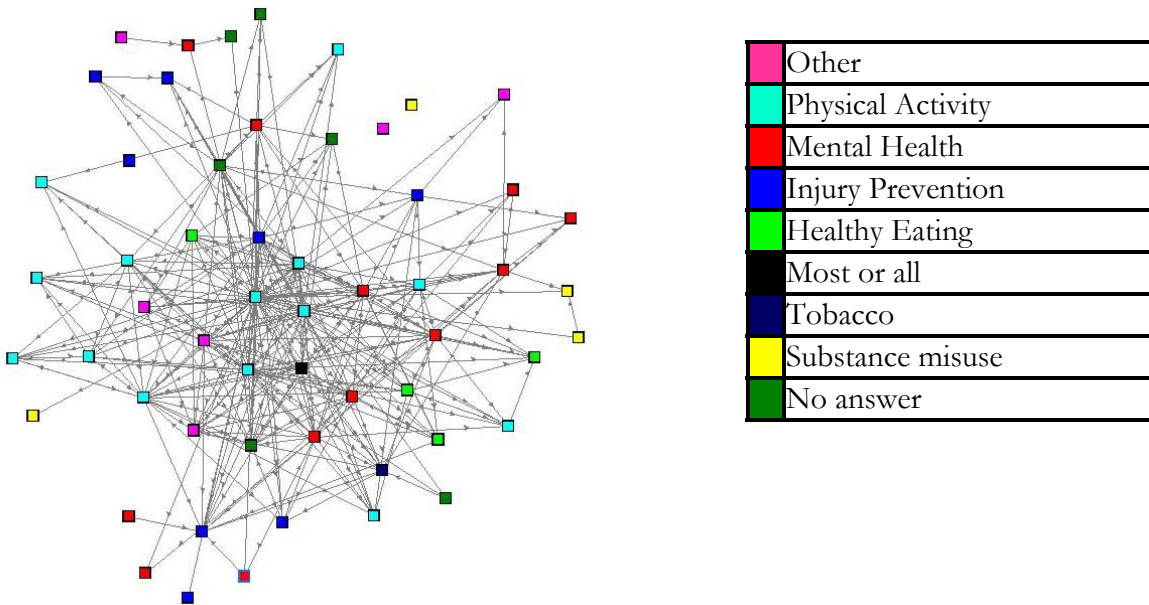 Other
Physical Activity
Mental Health
Injury Prevention
Healthy Eating
Most or all
Tobacco
Substance misuse
No answer